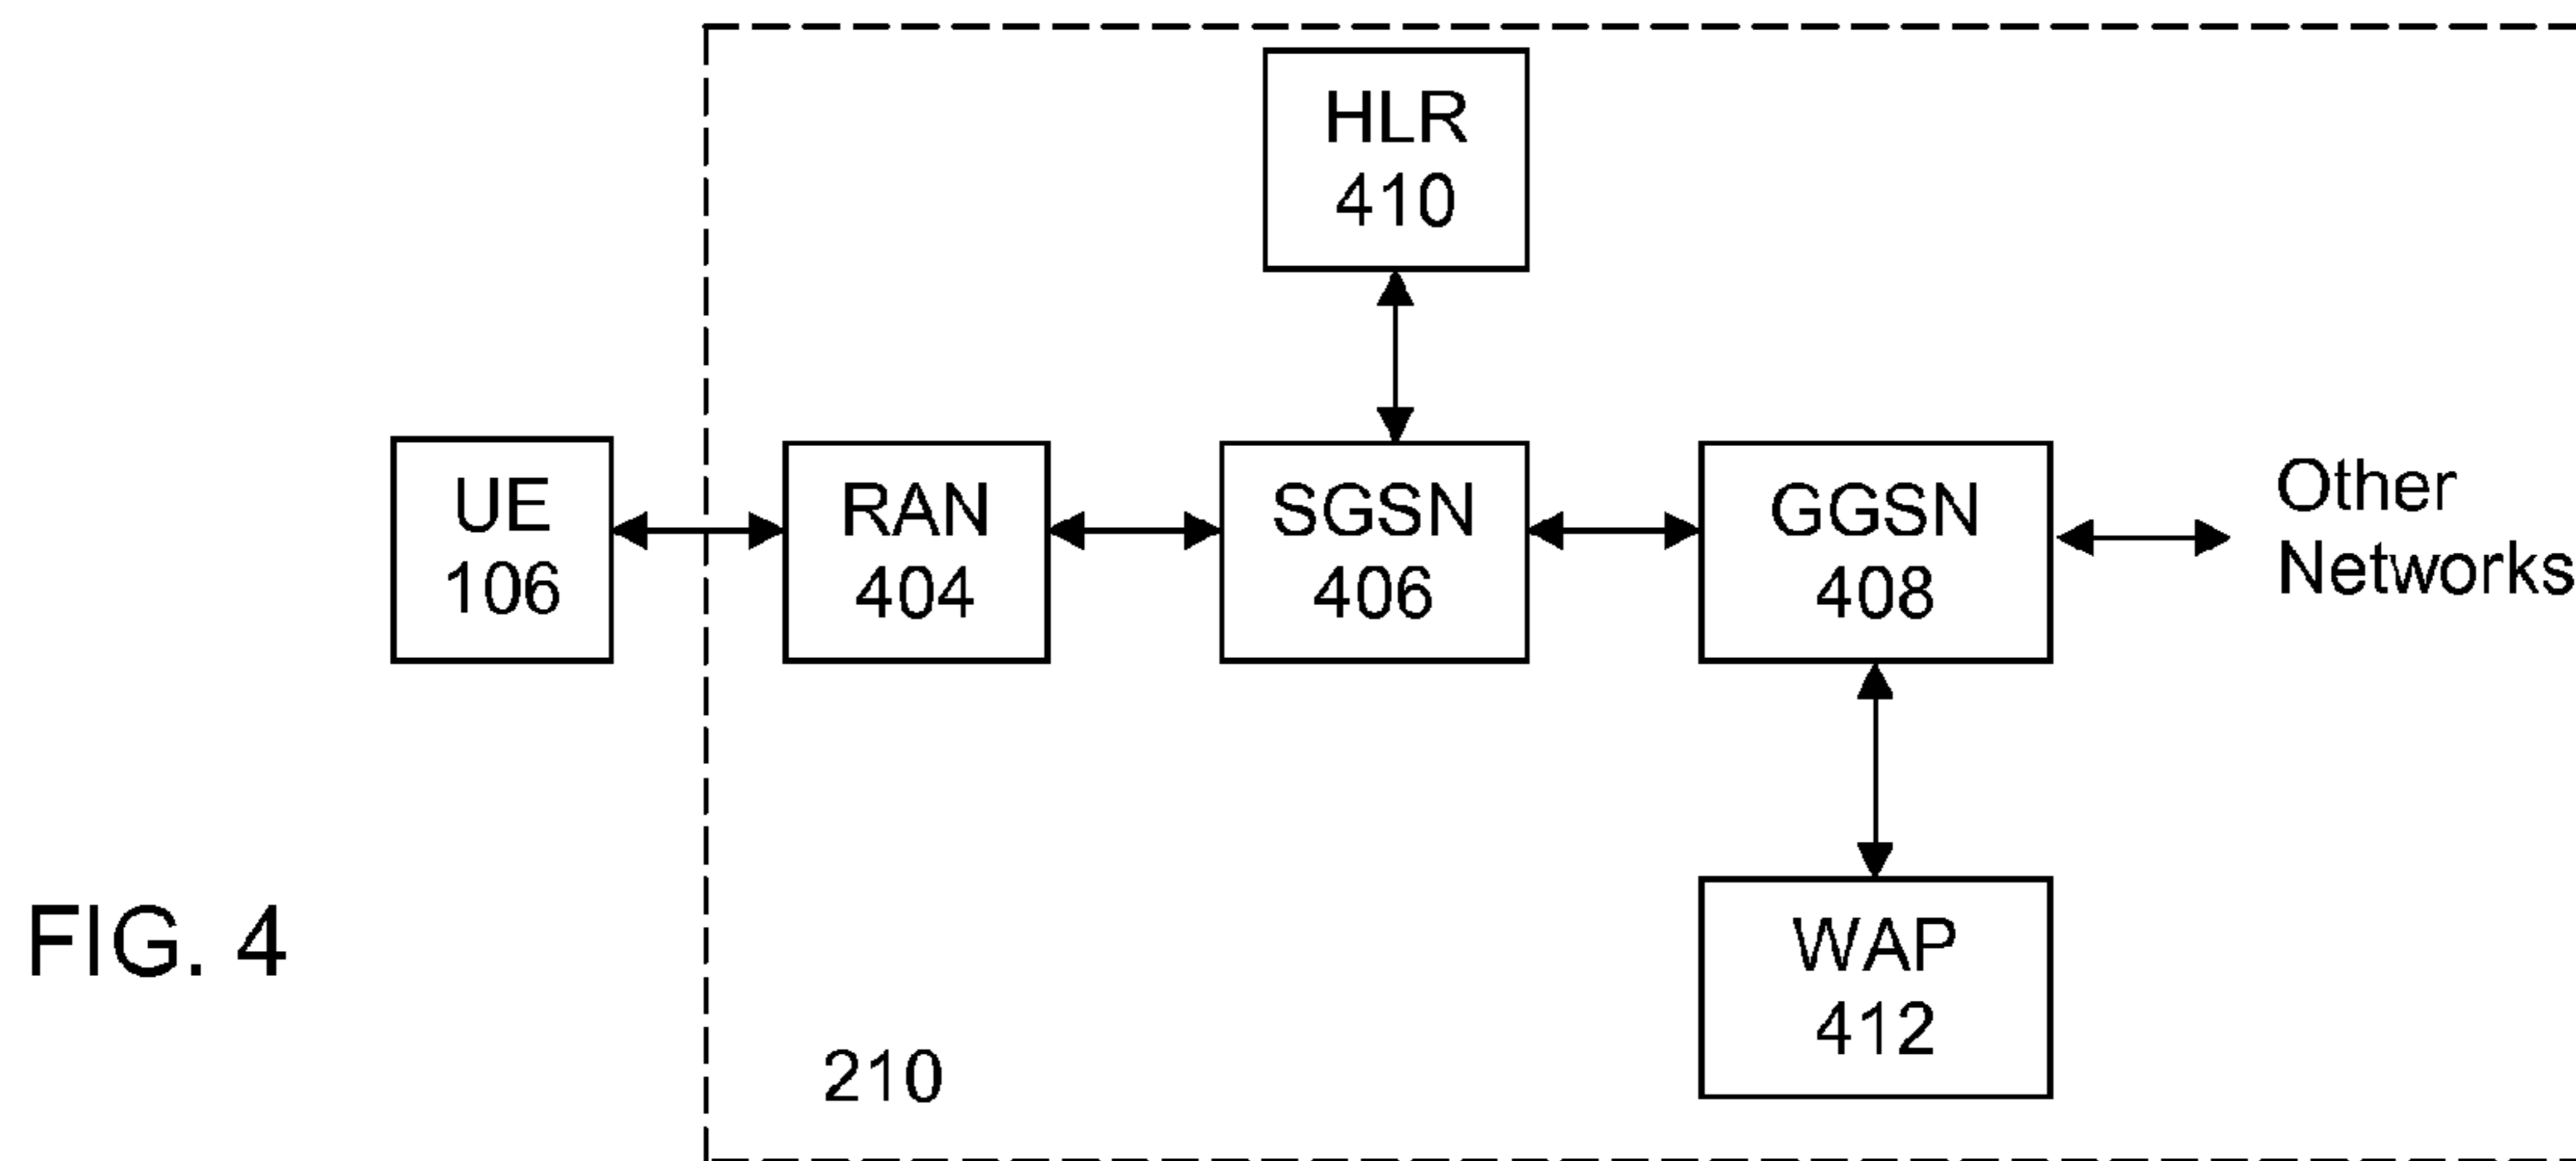 HLR
410
UE
106
RAN
404
SGSN
406
GGSN
408
Other
Networks
WAP
412
FIG. 4
210